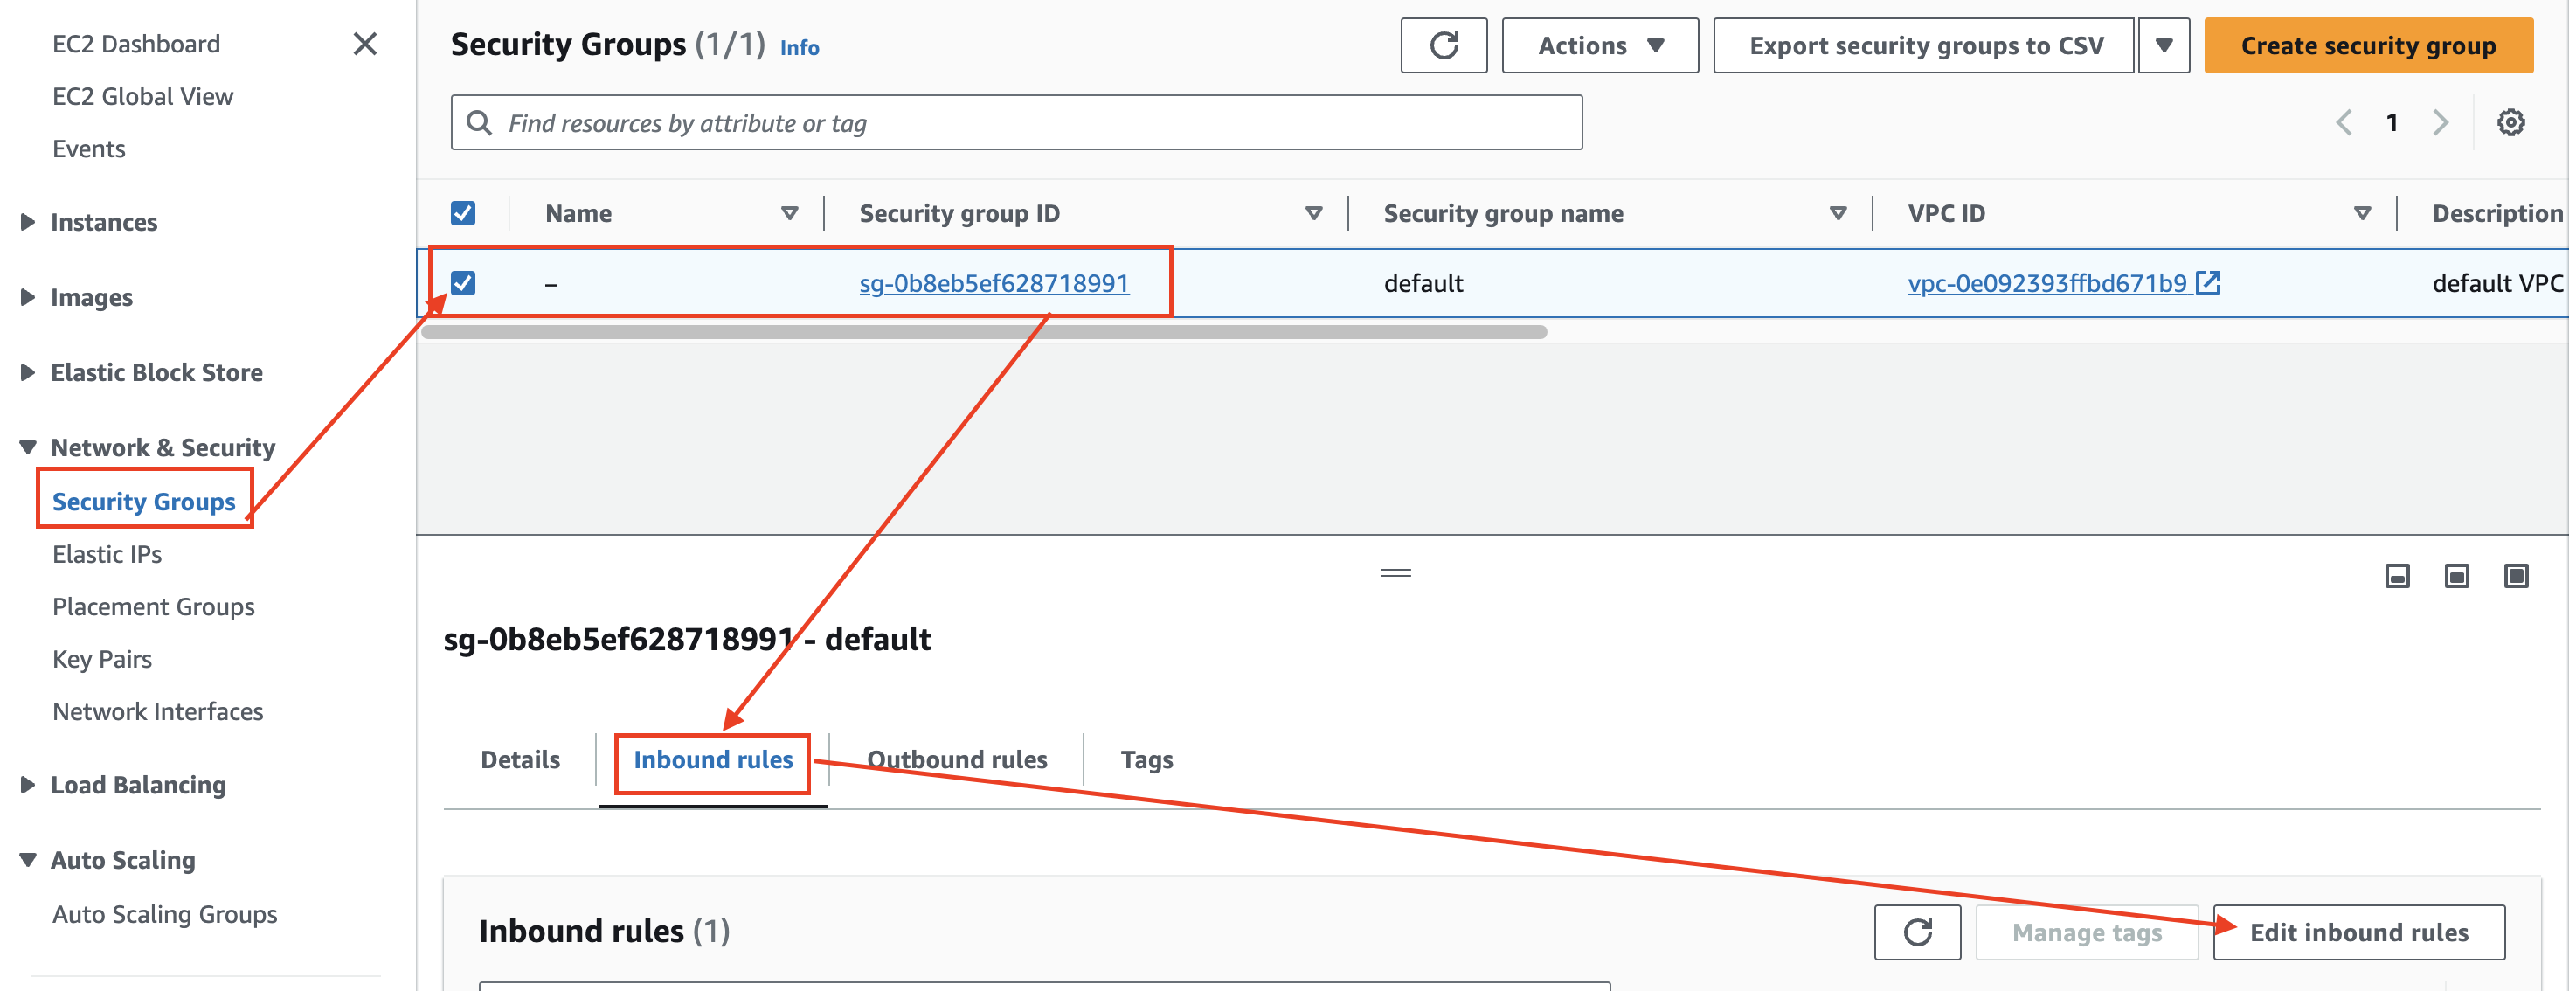 EC2 Dashboard
EC2 Global View
Events
Instances
Images
Elastic Block Store
Network & Security
Security Groups
Elastic IPs
Placement Groups
Key Pairs
Network Interfaces
Load Balancing
Auto Scaling
Auto Scaling Groups
Security Groups (1/1) Info
Actions
Export security groups to CSV
Create security group
Find resources by attribute or tag
1
Name Security group ID Security group name VPC ID Description
– sg-0b8eb5ef628718991 default vpc-0e092393ffbd671b9 default VPC
sg-0b8eb5ef628718991 - default
Details Inbound rules Outbound rules Tags
Inbound rules (1)
Manage tags
Edit inbound rules